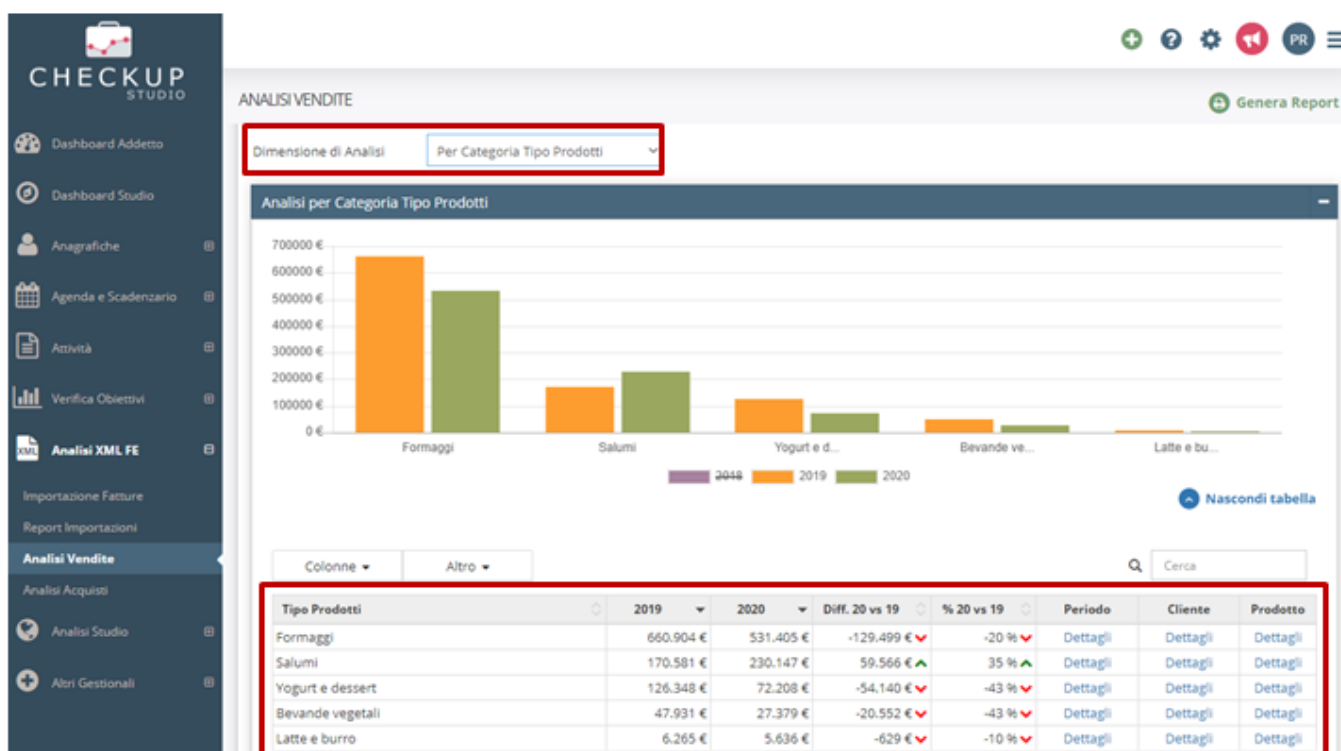 CHECKUP
STUDIO
PR
ANALISI VENDITE
Genera Report
Dashboard Addetto
Dashboard Studio
Anagrafiche
Agenda e Scadenzario
Attività
Verifica Obiettivi
XML
Analisi XML FE
Importazione Fatture
Report Importazioni
Analisi Vendite
Analisi Acquisti
Analisi Studio
Altri Gestionali
Dimensione di Analisi Per Categoria Tipo Prodotti
Analisi per Categoria Tipo Prodotti
700000 €
600000 €
500000 €
400000 €
300000 €
200000 €
100000 €
0 €
Formaggi Salumi Yogurt e d... Bevande ve... Latte e bu...
2018 2019 2020
Nascondi tabella
Colonne Altro Cerca
Tipo Prodotti 2019 2020 Diff. 20 vs 19 % 20 vs 19 Periodo Cliente Prodotto
Formaggi 660.904 € 531.405 € -129.499 € -20 % Dettagli Dettagli Dettagli
Salumi 170.581 € 230.147 € 59.566 € 35 % Dettagli Dettagli Dettagli
Yogurt e dessert 126.348 € 72.208 € -54.140 € -43 % Dettagli Dettagli Dettagli
Bevande vegetali 47.931 € 27.379 € -20.552 € -43 % Dettagli Dettagli Dettagli
Latte e burro 6.265 € 5.636 € -629 € -10 % Dettagli Dettagli Dettagli